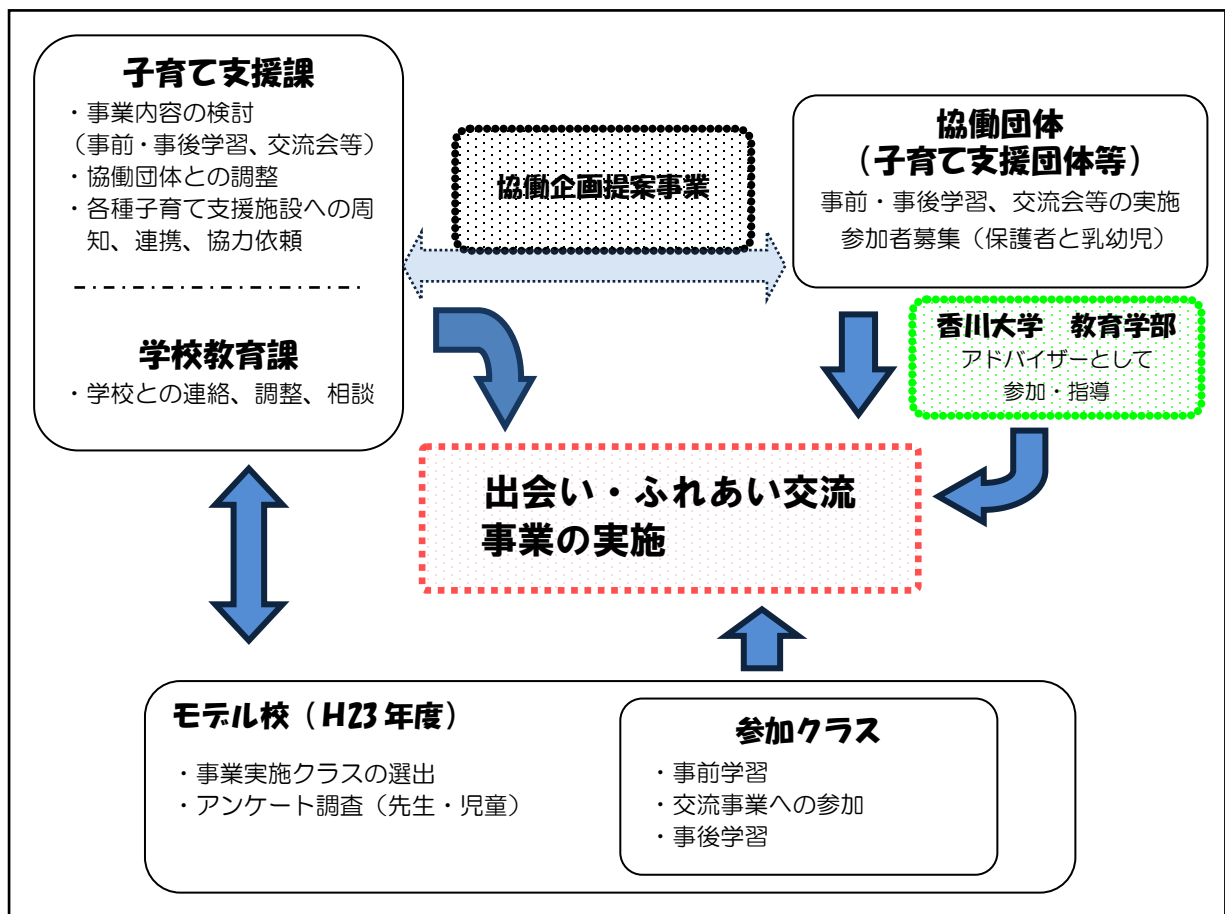 子育て支援課
・事業内容の検討
(事前・事後学習、交流会等)
・協働団体との調整
・各種子育て支援施設への周
知、連携、協力依頼
学校教育課
・学校との連絡、調整、相談
協働企画提案事業
協働団体
(子育て支援団体等)
事前・事後学習、交流会等の実施
参加者募集(保護者と乳幼児)
香川大学 教育学部
アドバイザーとして
参加・指導
出会い・ふれあい交流
事業の実施
モデル校(H23年度)
・事業実施クラスの選出
・アンケート調査(先生・児童)
参加クラス
・事前学習
・交流事業への参加
・事後学習